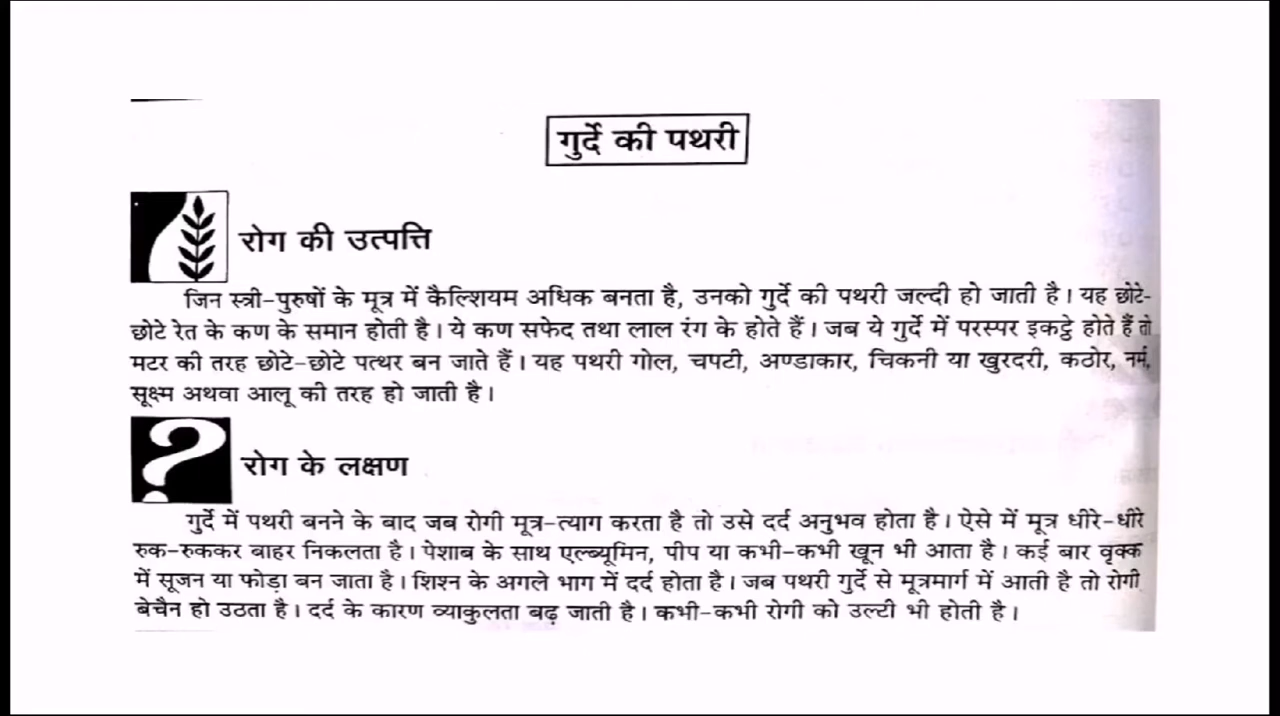 गुर्दे की पथरी
रोग की उत्पत्ति
जिन स्त्री-पुरुषों के मूत्र में कैल्शियम अधिक बनता है, उनको गुर्दे की पथरी जल्दी हो जाती है। यह छोटे-
छोटे रेत के कण के समान होती है। ये कण सफेद तथा लाल रंग के होते हैं। जब ये गुर्दे में परस्पर इकट्ठे होते हैं तो
मटर की तरह छोटे-छोटे पत्थर बन जाते हैं। यह पथरी गोल, चपटी, अण्डाकार, चिकनी या खुरदरी, कठोर, नर्म,
सूक्ष्म अथवा आलू की तरह हो जाती है।
रोग के लक्षण
गुर्दे में पथरी बनने के बाद जब रोगी मूत्र-त्याग करता है तो उसे दर्द अनुभव होता है। ऐसे में मूत्र धीरे-धीरे
रुक-रुककर बाहर निकलता है। पेशाब के साथ एल्ब्यूमिन, पीप या कभी-कभी खून भी आता है। कई बार वृक्क
में सूजन या फोड़ा बन जाता है। शिश्न के अगले भाग में दर्द होता है। जब पथरी गुर्दे से मूत्रमार्ग में आती है तो रोगी
बेचैन हो उठता है। दर्द के कारण व्याकुलता बढ़ जाती है। कभी-कभी रोगी को उल्टी भी होती है।